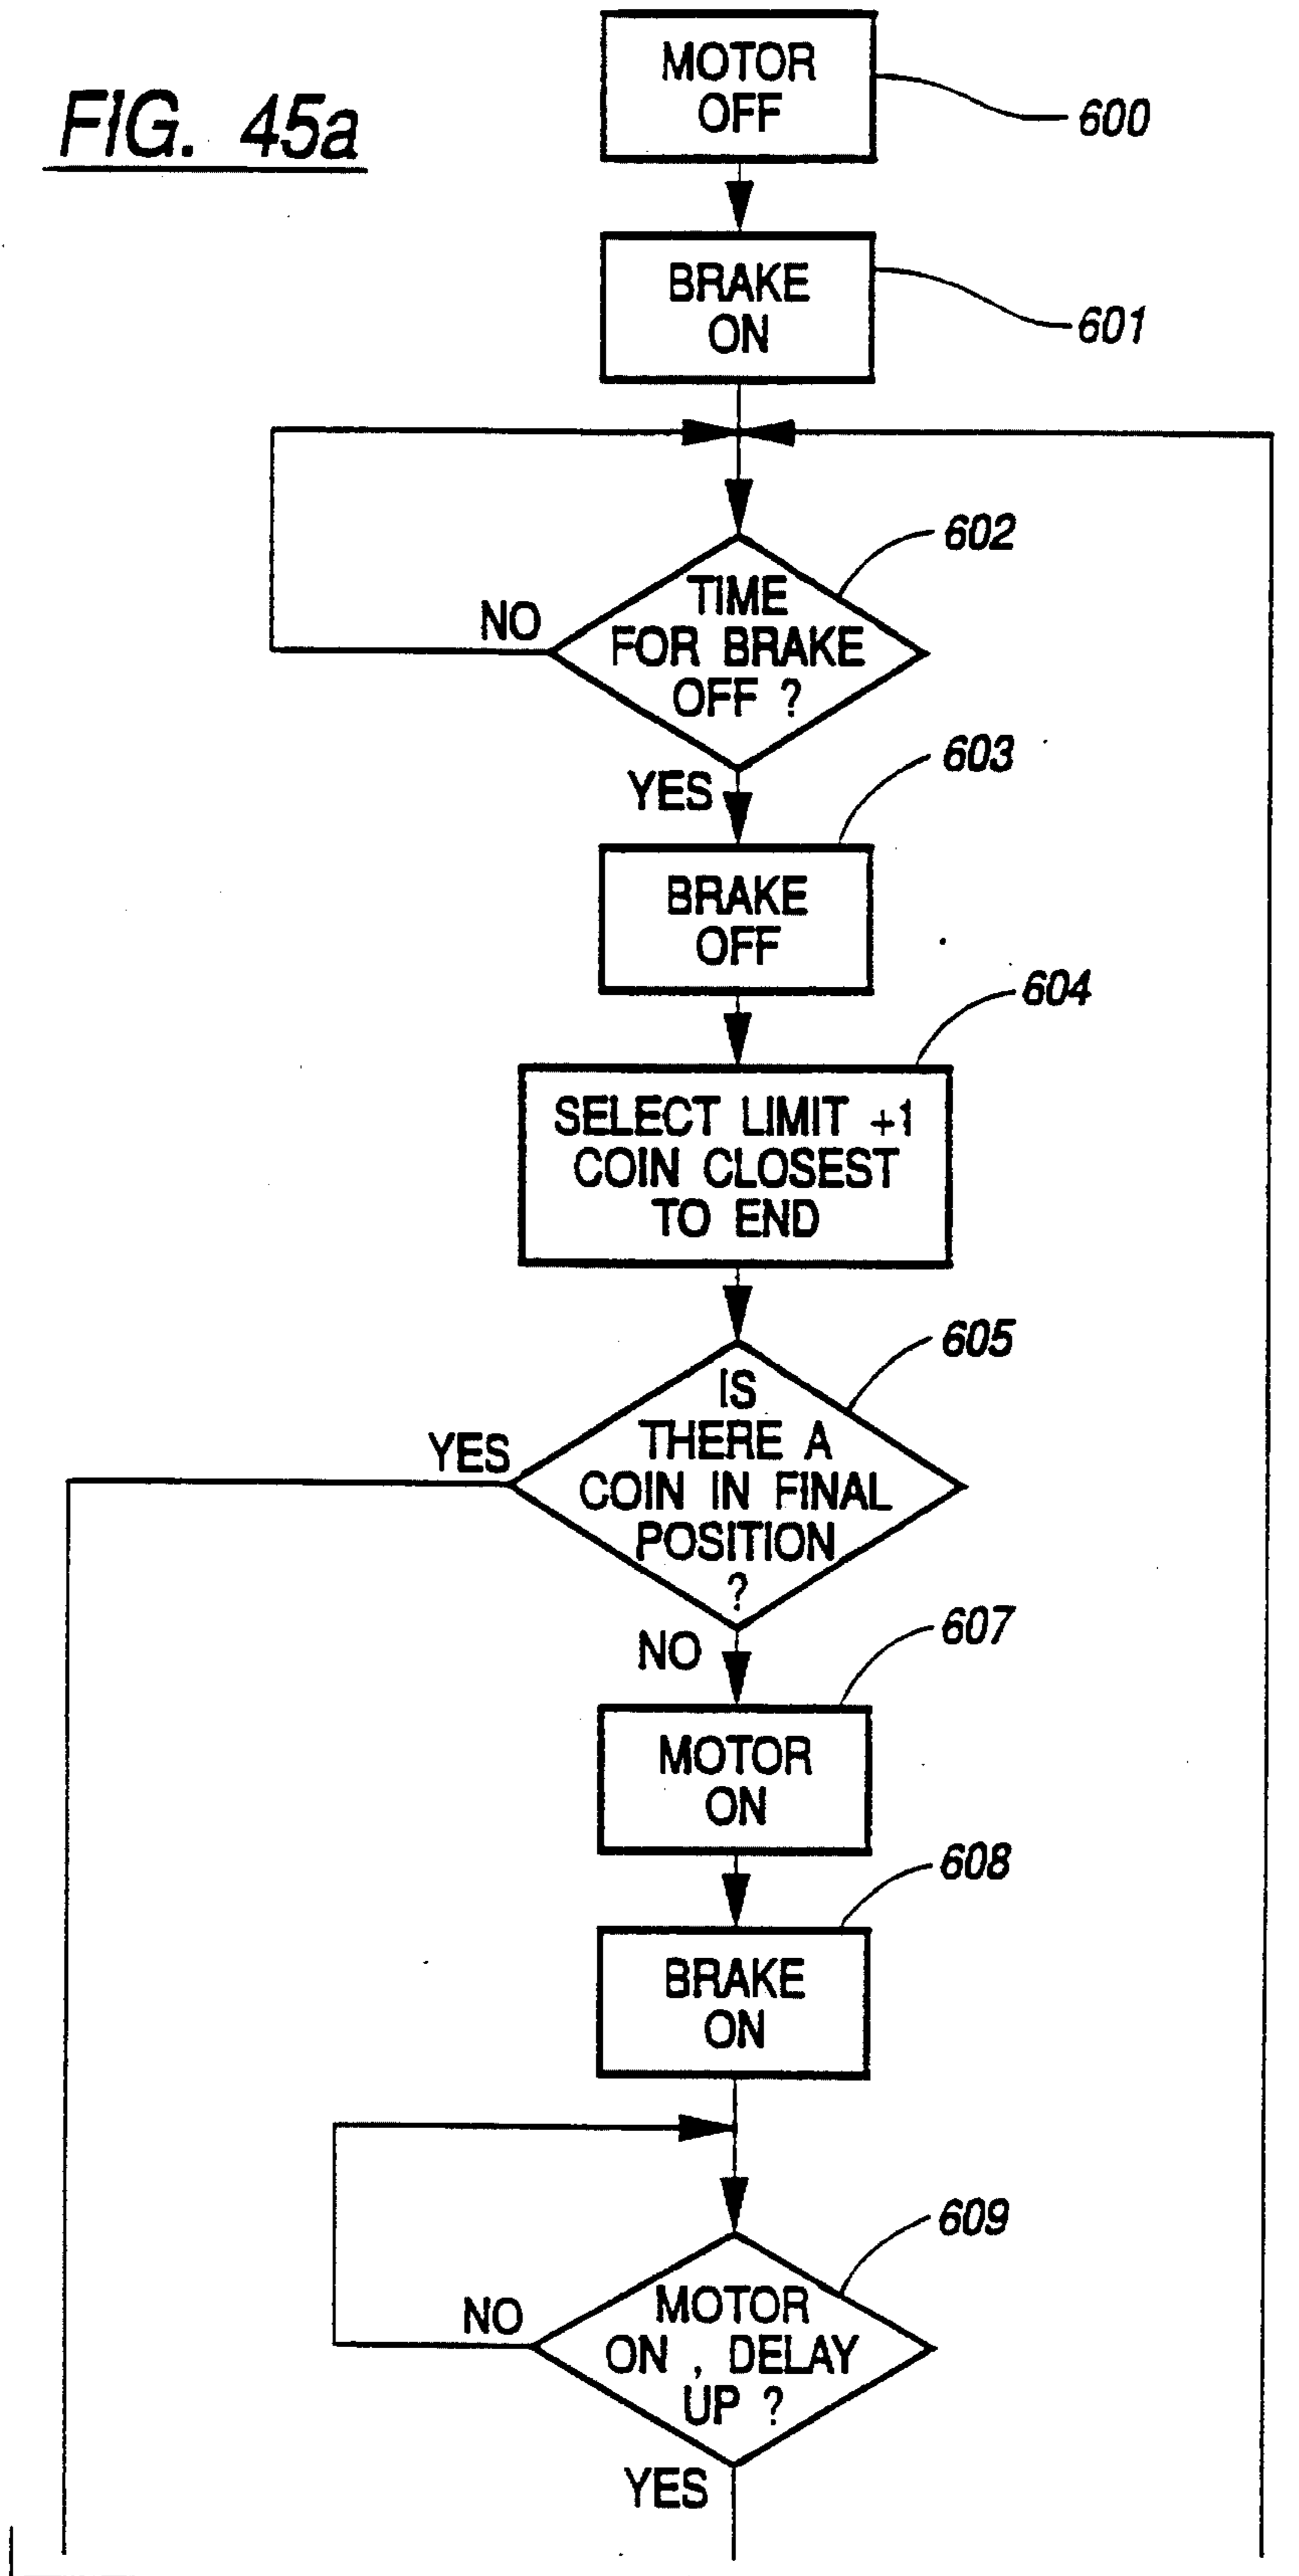 FIG. 45a
MOTOR
OFF
600
BRAKE
ON
601
602
TIME
FOR BRAKE
OFF ?
NO
YES
603
BRAKE
OFF
604
SELECT LIMIT +1
COIN CLOSEST
TO END
605
IS
THERE A
COIN IN FINAL
POSITION
?
YES
NO
607
MOTOR
ON
608
BRAKE
ON
609
MOTOR
ON , DELAY
UP ?
NO
YES